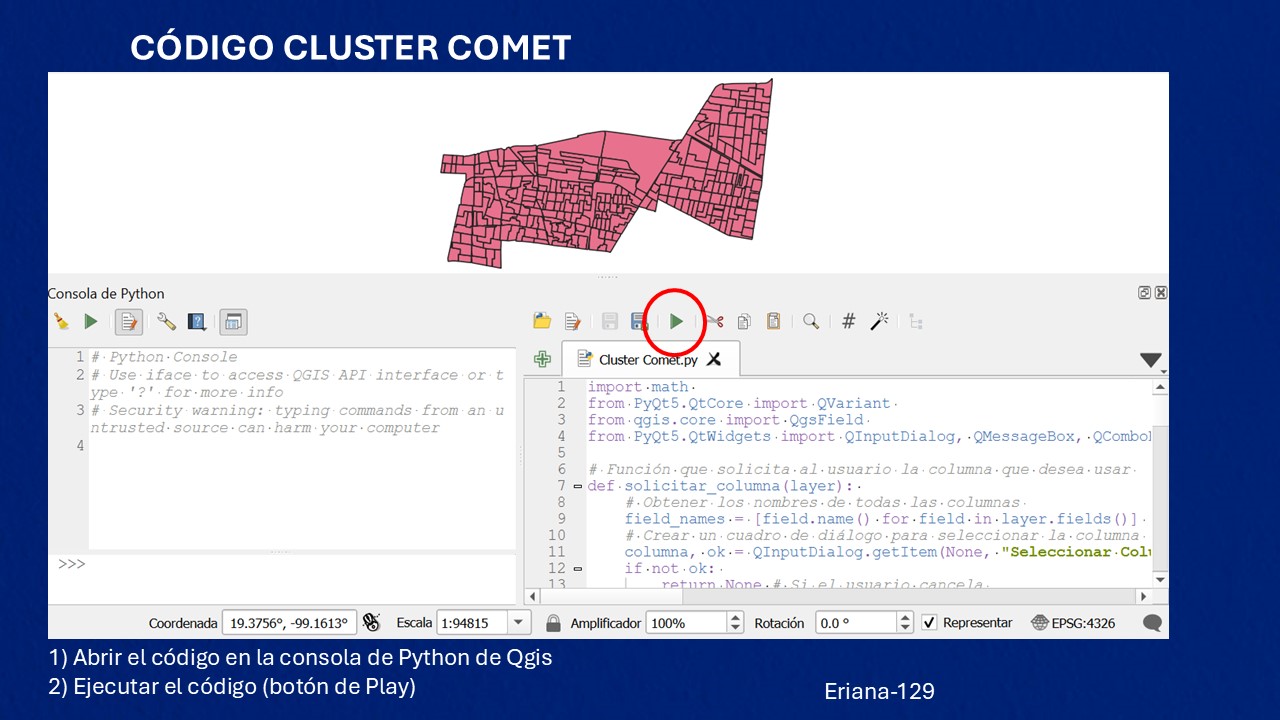 CÓDIGO CLUSTER COMET
Consola de Python
1 # Python Console
2 # Use iface to access QGIS API interface or t
ype '?' for more info
3 # Security warning: typing commands from an u
ntrusted source can harm your computer
4
>>>
Cluster Comet.py
1 import math
2 from PyQt5.QtCore import QVariant
3 from qgis.core import QgsField
4 from PyQt5.QtWidgets import QInputDialog, QMessageBox, QCombo
5
6 # Función que solicita al usuario la columna que desea usar
7 def solicitar_columna(layer):
8 # Obtener los nombres de todas las columnas
9 field_names = [field.name() for field in layer.fields()]
10 # Crear un cuadro de diálogo para seleccionar la columna
11 columna, ok = QInputDialog.getItem(None, "Seleccionar Colu
12 if not ok:
13 return None # Si el usuario cancela
Coordenada 19.3756°, -99.1613° Escala 1:94815 Amplificador 100% Rotación 0.0 ° Representar EPSG:4326
1) Abrir el código en la consola de Python de Qgis
2) Ejecutar el código (botón de Play)
Eriana-129